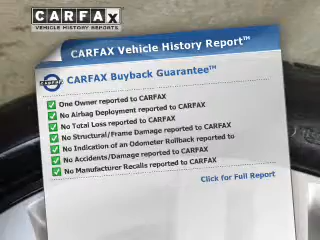 CARFAX
VEHICLE HISTORY REPORTS
CARFAX Vehicle History Report™
CARFAX Buyback Guarantee™
One Owner reported to CARFAX
No Airbag Deployment reported to CARFAX
No Total Loss reported to CARFAX
No Structural/Frame Damage reported to CARFAX
No Indication of an Odometer Rollback reported to
No Accidents/Damage reported to CARFAX
No Manufacturer Recalls reported to CARFAX
Click for Full Report